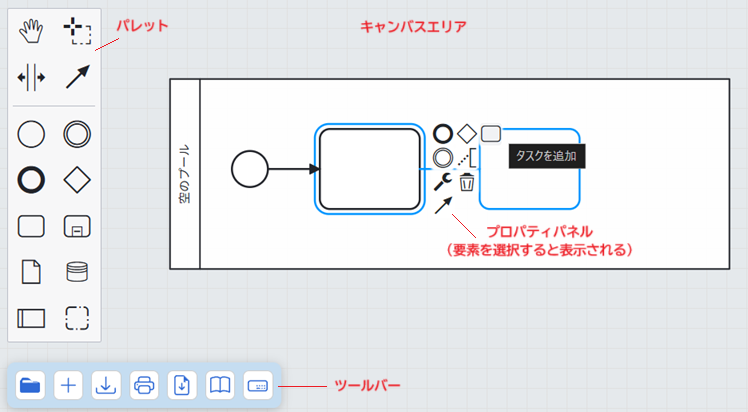 パレット
キャンバスエリア
空のプール
タスクを追加
プロパティパネル
（要素を選択すると表示される）
ツールバー